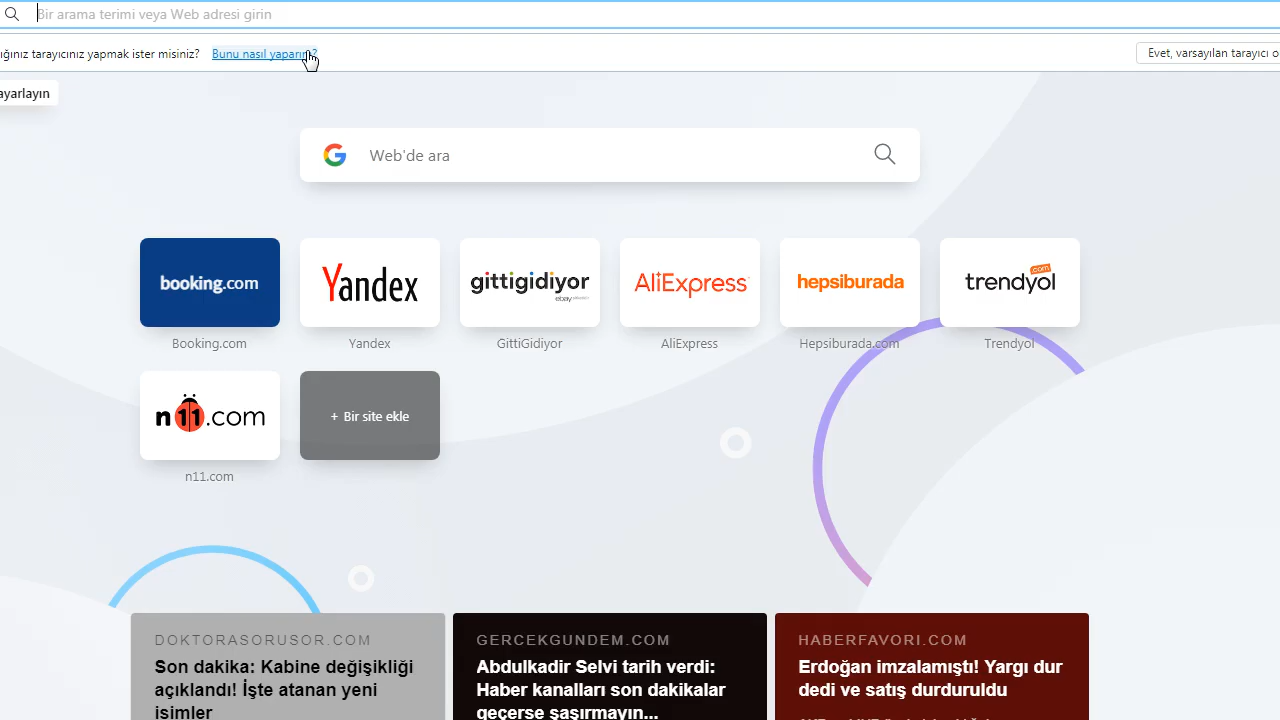 Bir arama terimi veya Web adresi girin
ığınız tarayıcınız yapmak ister misiniz? Bunu nasıl yaparım? Evet, varsayılan tarayıcı o
ayarlayın
Web'de ara
booking.com Yandex gittigidiyor AliExpress hepsiburada trendyol
.com
ebay
Booking.com Yandex GittiGidiyor AliExpress Hepsiburada.com Trendyol
n11.com + Bir site ekle
n11.com
DOKTORASORUSOR.COM
Son dakika: Kabine değişikliği
açıklandı! İşte atanan yeni
isimler
GERCEKGUNDEM.COM
Abdulkadir Selvi tarih verdi:
Haber kanalları son dakikalar
geçerse şaşırmayın...
HABERFAVORI.COM
Erdoğan imzalamıştı! Yargı dur
dedi ve satış durduruldu